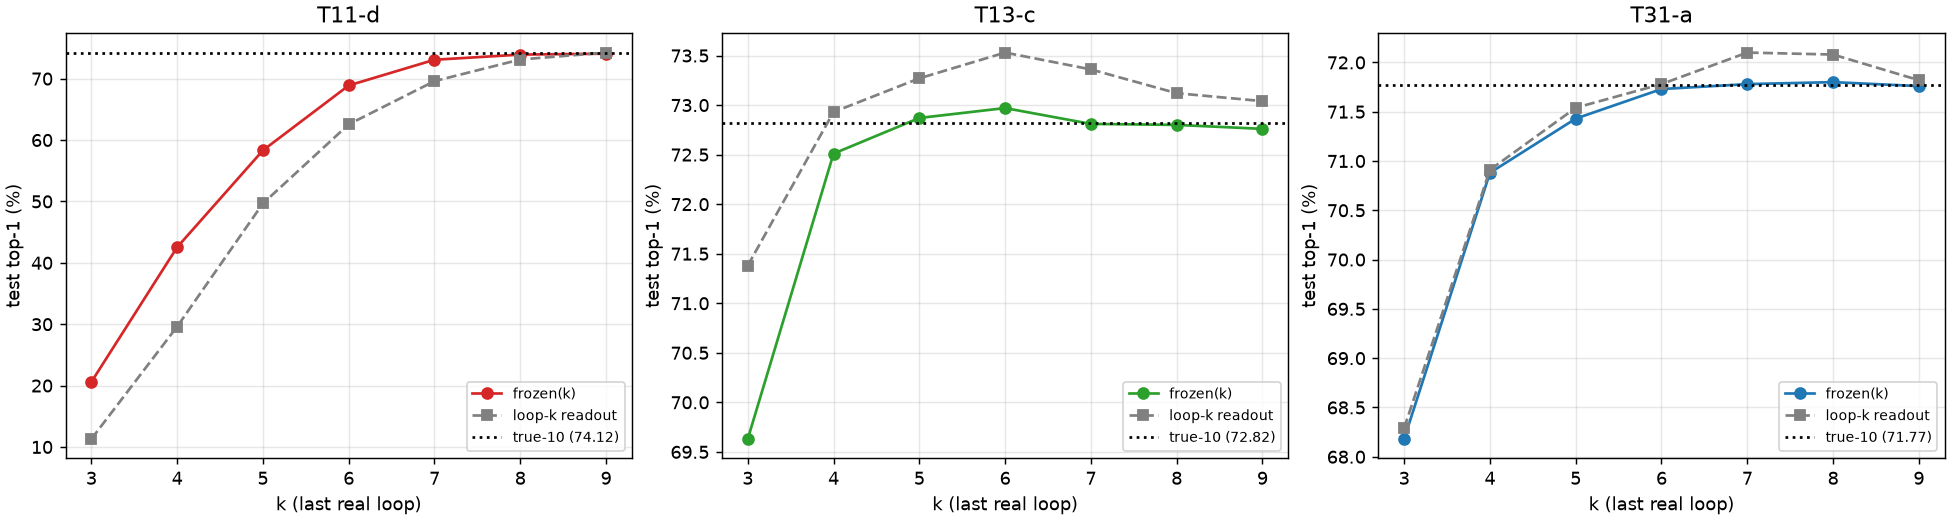 T11-d
test top-1 (%)
70
60
50
40
30
20
10
3 4 5 6 7 8 9
k (last real loop)
frozen(k)
loop-k readout
true-10 (74.12)
T13-c
test top-1 (%)
73.5
73.0
72.5
72.0
71.5
71.0
70.5
70.0
69.5
3 4 5 6 7 8 9
k (last real loop)
frozen(k)
loop-k readout
true-10 (72.82)
T31-a
test top-1 (%)
72.0
71.5
71.0
70.5
70.0
69.5
69.0
68.5
68.0
3 4 5 6 7 8 9
k (last real loop)
frozen(k)
loop-k readout
true-10 (71.77)